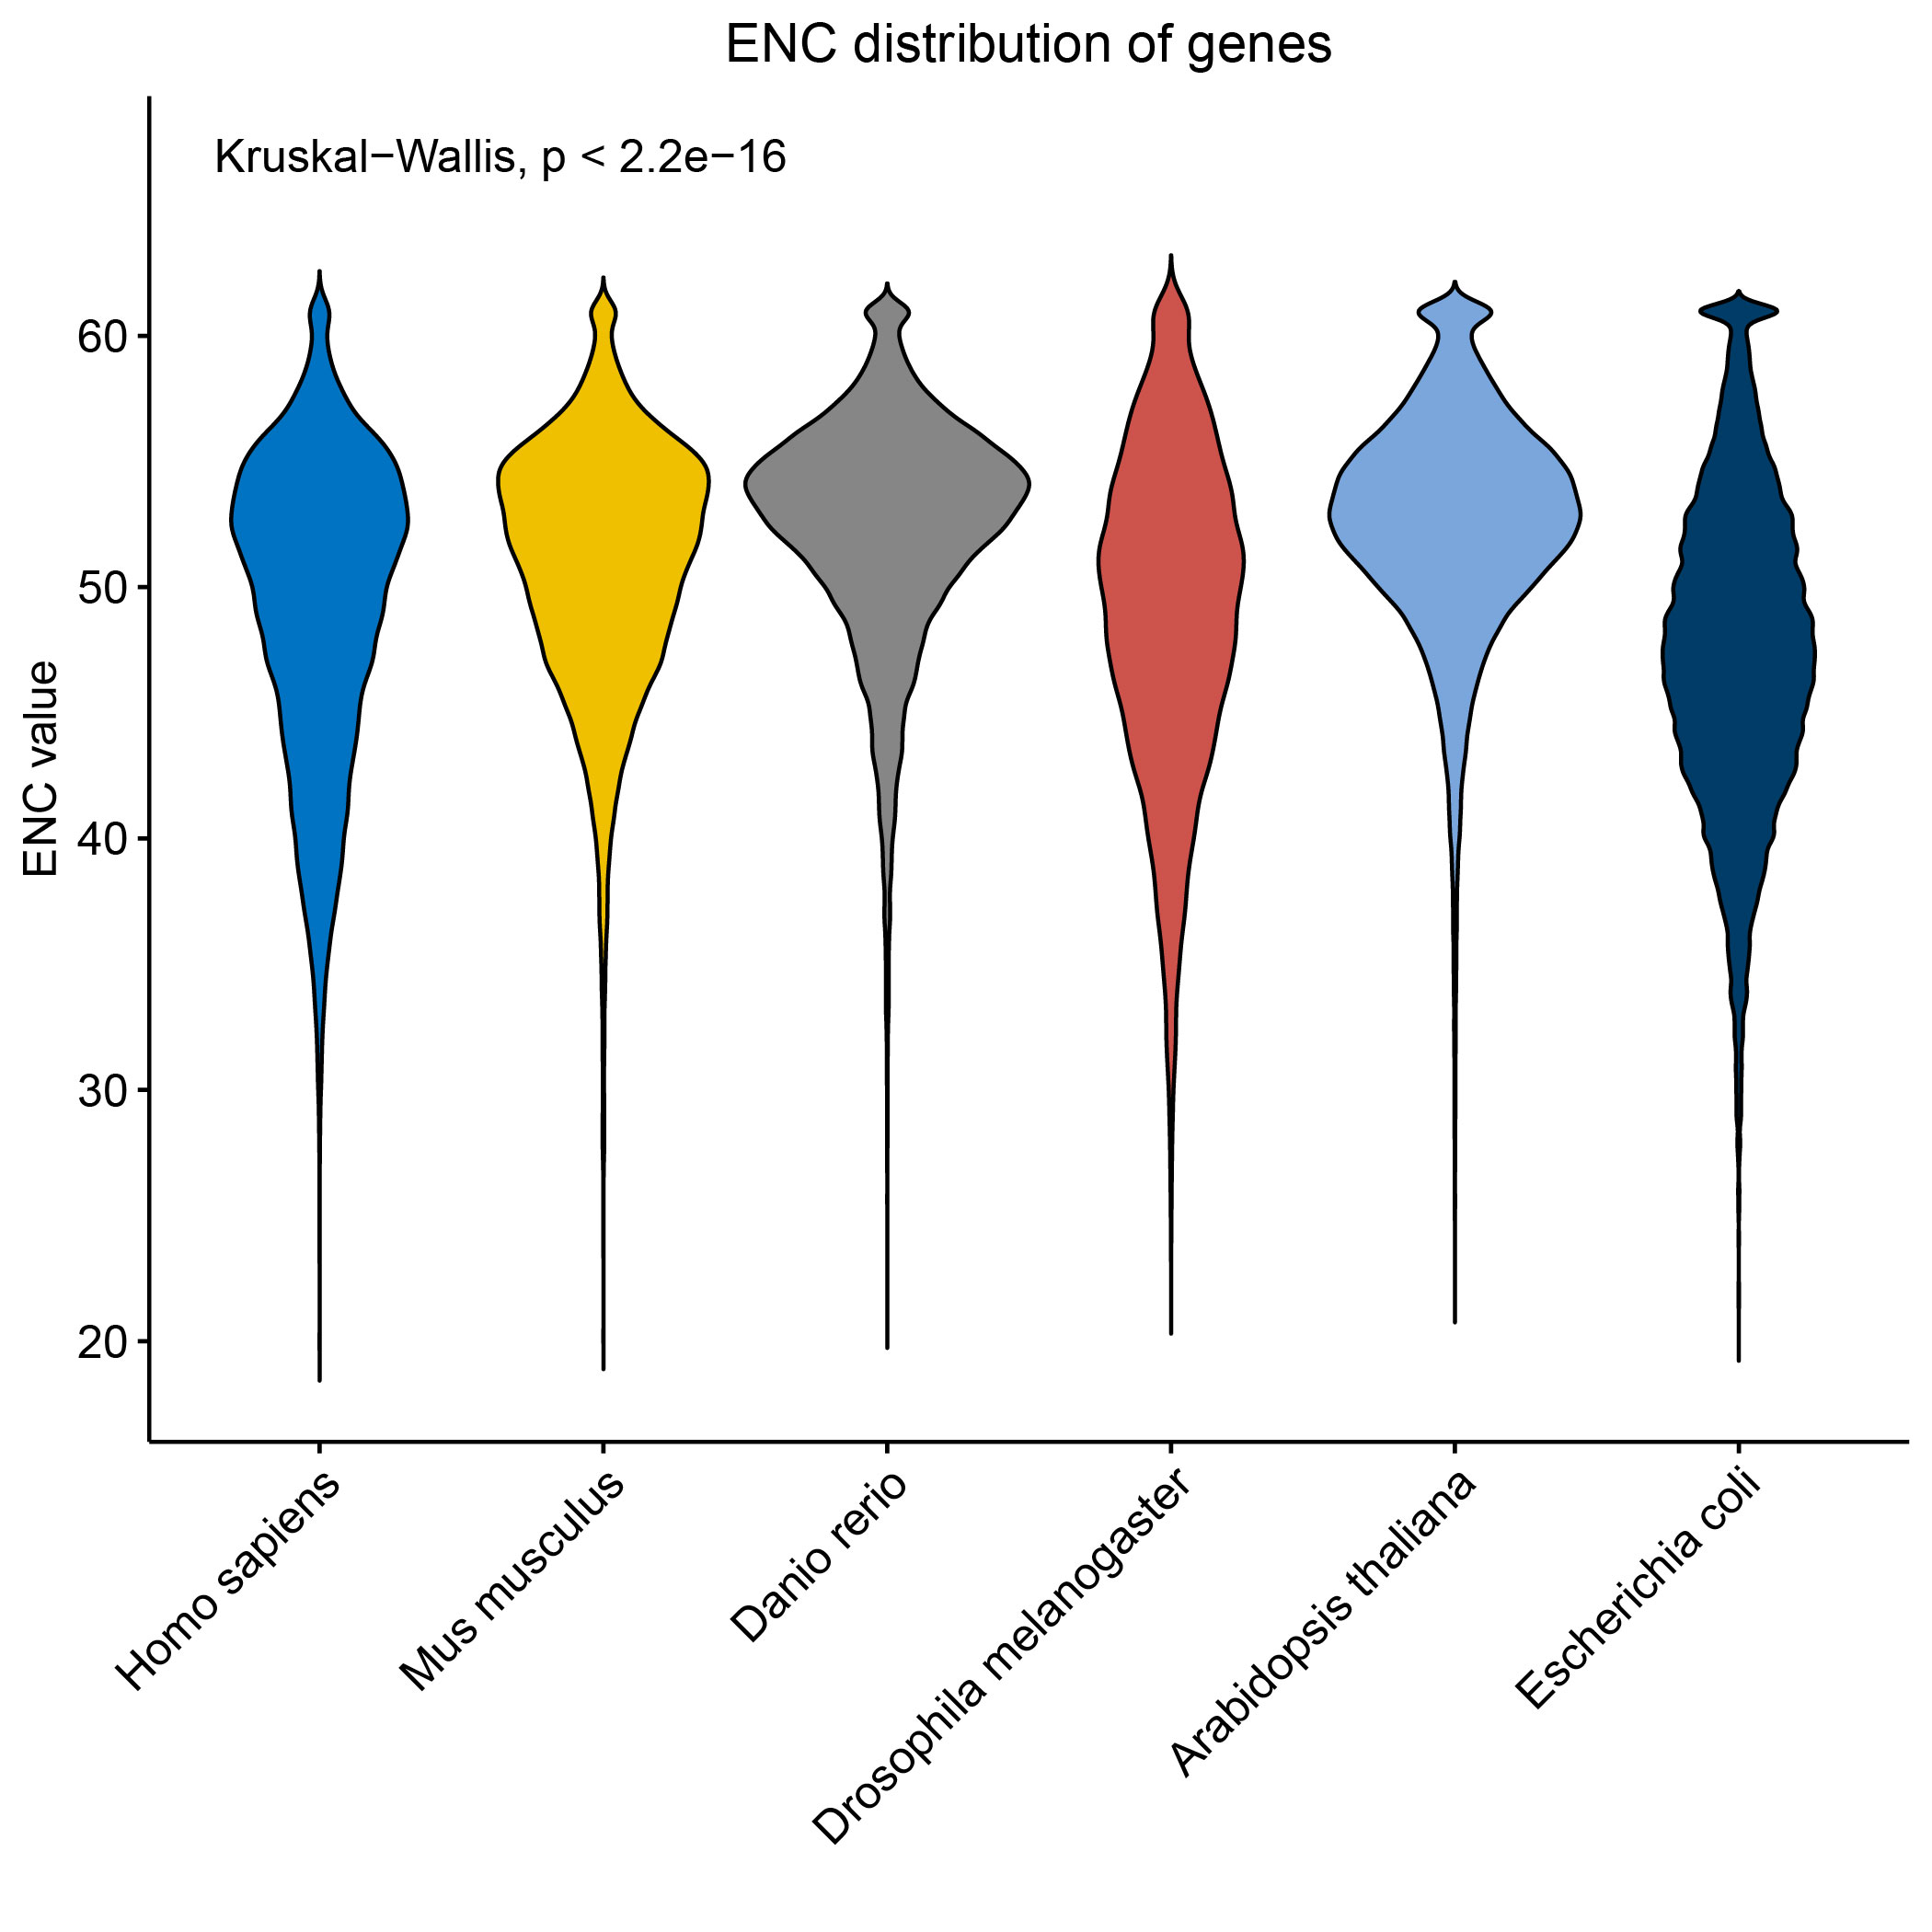 ENC distribution of genes
Kruskal−Wallis, p < 2.2e−16
ENC value
60
50
40
30
20
Homo sapiens
Mus musculus
Danio rerio
Drosophila melanogaster
Arabidopsis thaliana
Escherichia coli